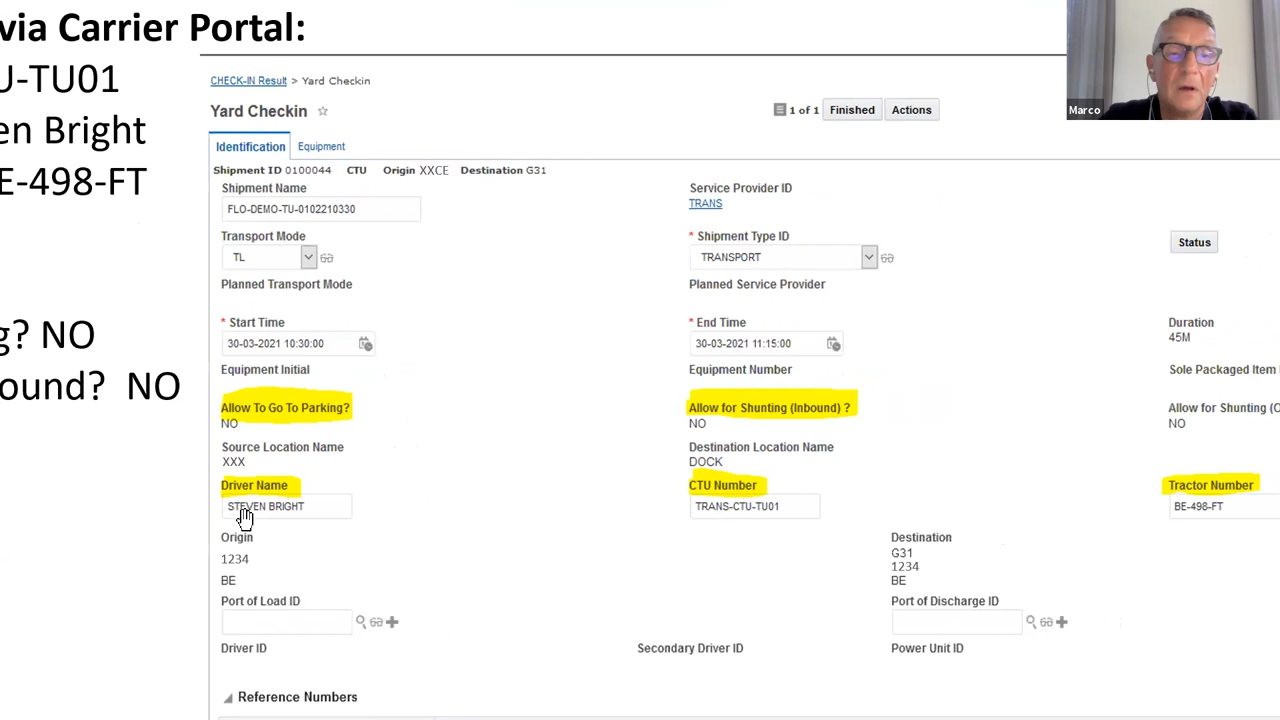 via Carrier Portal:
U-TU01
en Bright
E-498-FT
g? NO
ound? NO
CHECK-IN Result > Yard Checkin
Yard Checkin
1 of 1 Finished Actions
Identification Equipment
Shipment ID 0100044 CTU Origin XXCE Destination G31
Shipment Name Service Provider ID
FLO-DEMO-TU-0102210330 TRANS
Transport Mode * Shipment Type ID
TL TRANSPORT Status
Planned Transport Mode Planned Service Provider
* Start Time * End Time Duration
30-03-2021 10:30:00 30-03-2021 11:15:00 45M
Equipment Initial Equipment Number Sole Packaged Item
Allow To Go To Parking? Allow for Shunting (Inbound) ? Allow for Shunting (O
NO NO NO
Source Location Name Destination Location Name
XXX DOCK
Driver Name CTU Number Tractor Number
STEVEN BRIGHT TRANS-CTU-TU01 BE-498-FT
Origin Destination
G31
1234 1234
BE BE
Port of Load ID Port of Discharge ID
Driver ID Secondary Driver ID Power Unit ID
Reference Numbers
Marco